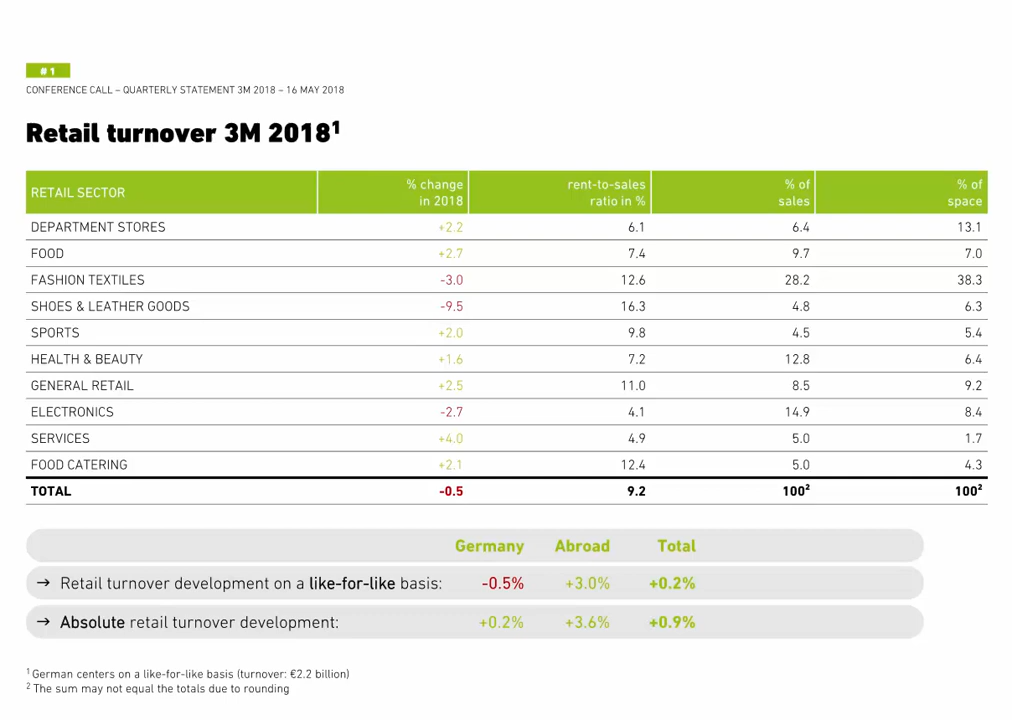 # 1
CONFERENCE CALL – QUARTERLY STATEMENT 3M 2018 – 16 MAY 2018
Retail turnover 3M 2018¹
RETAIL SECTOR % change in 2018 rent-to-sales ratio in % % of sales % of space
DEPARTMENT STORES +2.2 6.1 6.4 13.1
FOOD +2.7 7.4 9.7 7.0
FASHION TEXTILES -3.0 12.6 28.2 38.3
SHOES & LEATHER GOODS -9.5 16.3 4.8 6.3
SPORTS +2.0 9.8 4.5 5.4
HEALTH & BEAUTY +1.6 7.2 12.8 6.4
GENERAL RETAIL +2.5 11.0 8.5 9.2
ELECTRONICS -2.7 4.1 14.9 8.4
SERVICES +4.0 4.9 5.0 1.7
FOOD CATERING +2.1 12.4 5.0 4.3
TOTAL -0.5 9.2 100² 100²
Germany Abroad Total
→ Retail turnover development on a like-for-like basis: -0.5% +3.0% +0.2%
→ Absolute retail turnover development: +0.2% +3.6% +0.9%
¹ German centers on a like-for-like basis (turnover: €2.2 billion)
² The sum may not equal the totals due to rounding